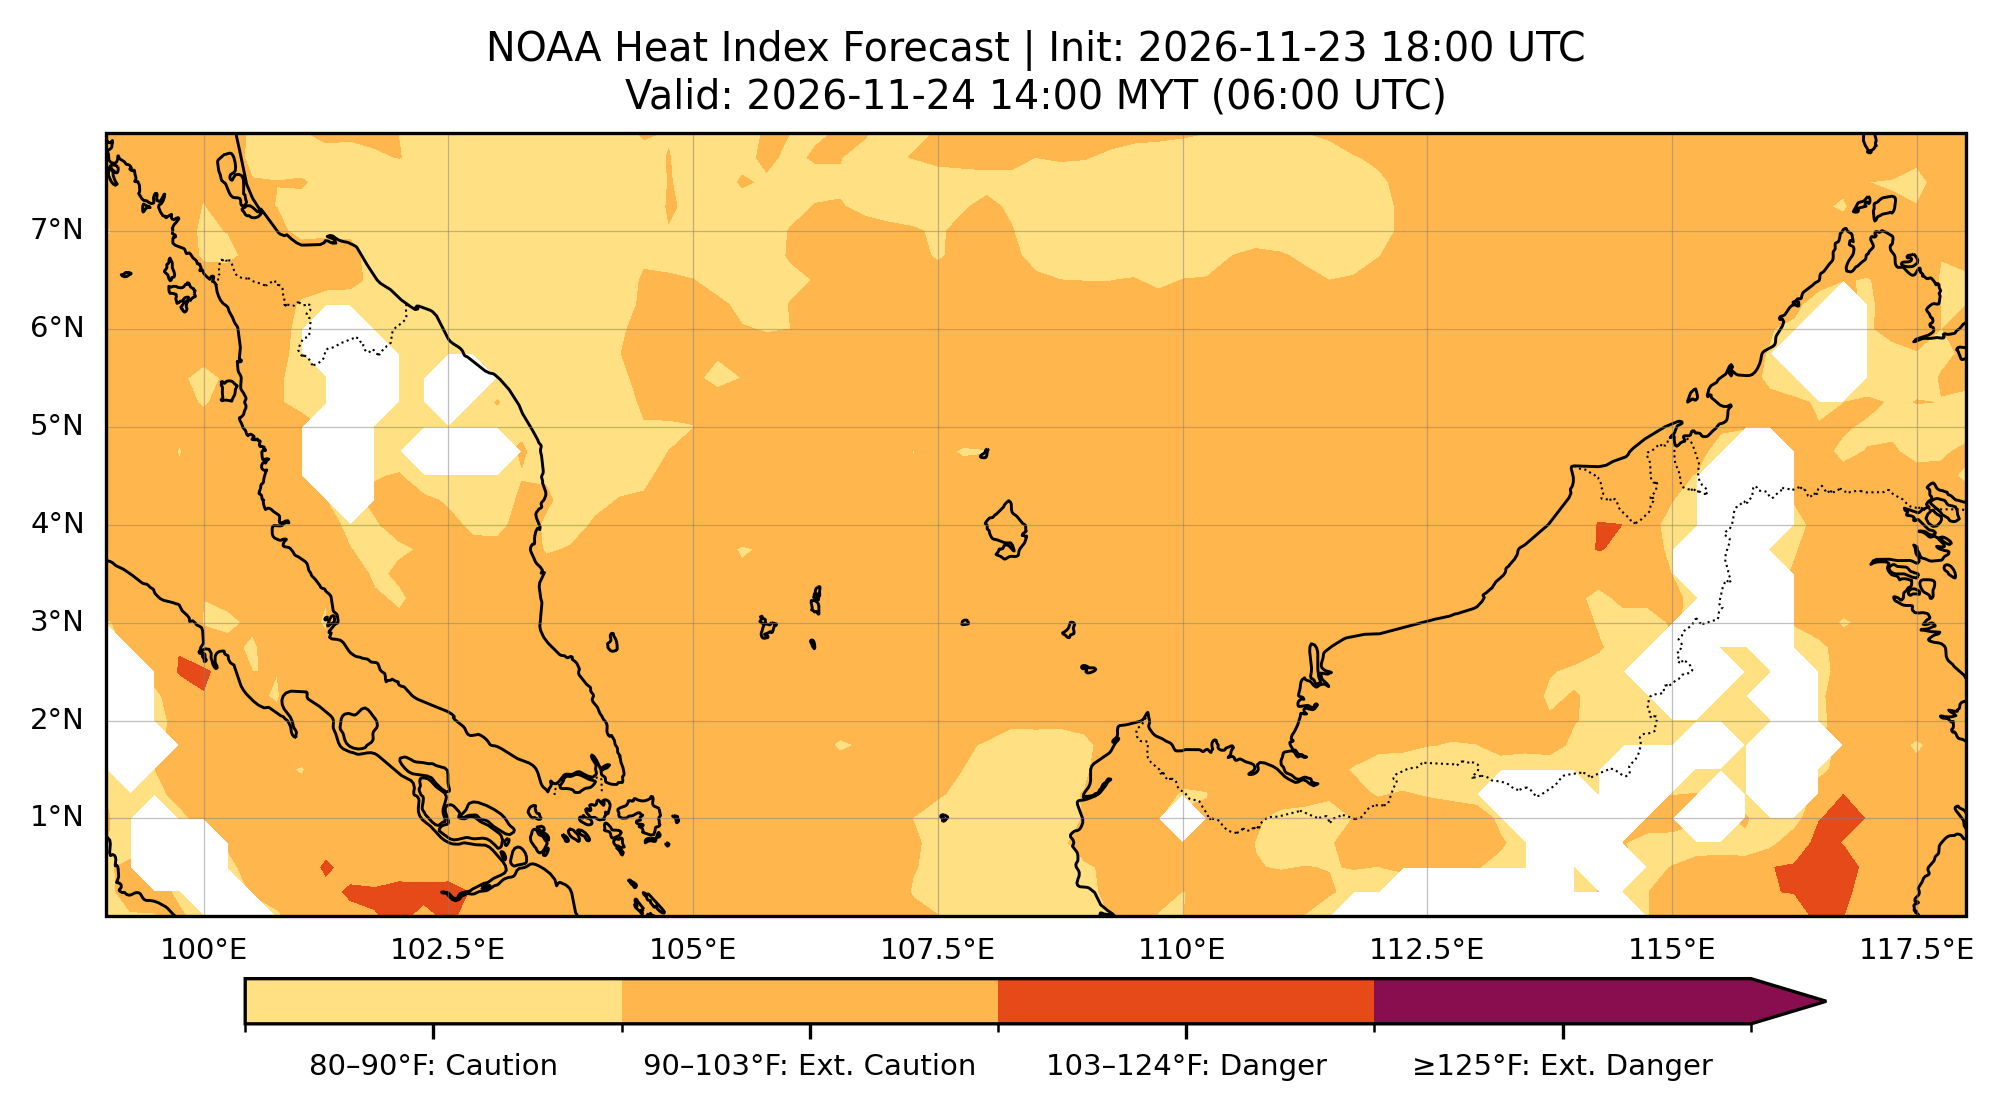 NOAA Heat Index Forecast | Init: 2026-11-23 18:00 UTC
Valid: 2026-11-24 14:00 MYT (06:00 UTC)
7°N
6°N
5°N
4°N
3°N
2°N
1°N
100°E 102.5°E 105°E 107.5°E 110°E 112.5°E 115°E 117.5°E
80–90°F: Caution 90–103°F: Ext. Caution 103–124°F: Danger ≥125°F: Ext. Danger